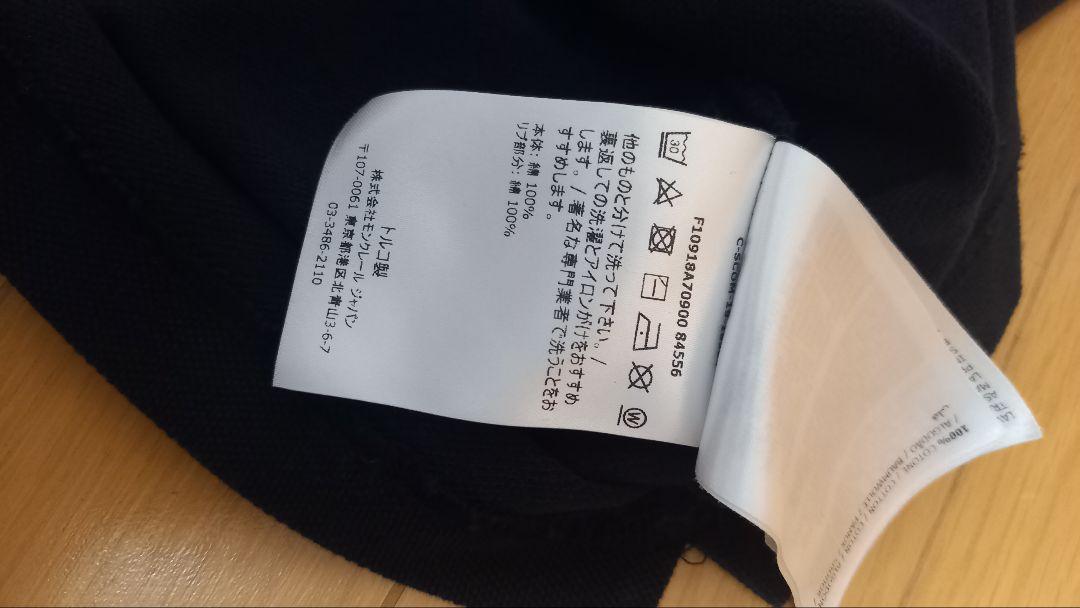 F10918A70900 84556
30
W
他のものと分けて洗って下さい。/
裏返しての洗濯とアイロンがけをおすすめ
します。/ 著名な専門業者で洗うことをお
すすめします。
本体: 綿 100%
リブ部分: 綿 100%
トルコ製
株式会社モンクレール ジャパン
〒107-0061 東京都港区北青山3-6-7
03-3486-2110
100% COTONE / COTTON / COTON /
/ ALGODÃO / BAUMWOLLE /